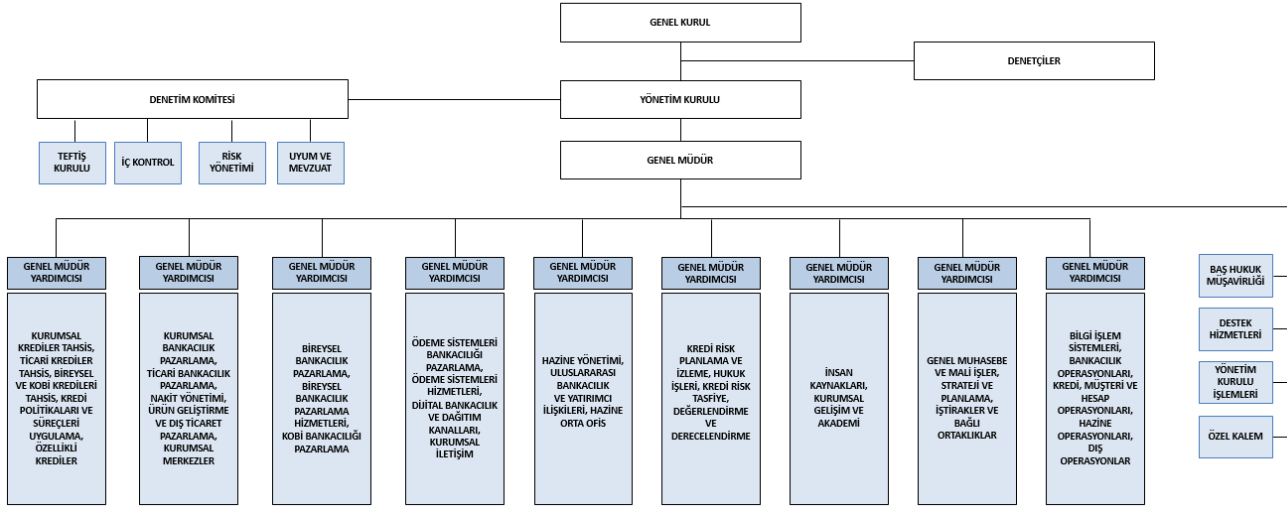 GENEL KURUL
DENETÇİLER
DENETİM KOMİTESİ
YÖNETİM KURULU
TEFTİŞ
KURULU
İÇ KONTROL
RİSK
YÖNETİMİ
UYUM VE
MEVZUAT
GENEL MÜDÜR
GENEL MÜDÜR
YARDIMCISI
KURUMSAL
KREDİLER TAHSİS,
TİCARİ KREDİLER
TAHSİS, BİREYSEL
VE KOBİ KREDİLERİ
TAHSİS, KREDİ
POLİTİKALARI VE
SÜREÇLERİ
UYGULAMA,
ÖZELLİKLİ
KREDİLER
GENEL MÜDÜR
YARDIMCISI
KURUMSAL
BANKACILIK
PAZARLAMA,
TİCARİ BANKACILIK
PAZARLAMA,
NAKİT YÖNETİMİ,
ÜRÜN GELİŞTİRME
VE DIŞ TİCARET
PAZARLAMA,
KURUMSAL
MERKEZLER
GENEL MÜDÜR
YARDIMCISI
BİREYSEL
BANKACILIK
PAZARLAMA,
BİREYSEL
BANKACILIK
PAZARLAMA
HİZMETLERİ,
KOBİ BANKACILIĞI
PAZARLAMA
GENEL MÜDÜR
YARDIMCISI
ÖDEME SİSTEMLERİ
BANKACILIĞI
PAZARLAMA,
ÖDEME SİSTEMLERİ
HİZMETLERİ,
DİJİTAL BANKACILIK
VE DAĞITIM
KANALLARI,
KURUMSAL
İLETİŞİM
GENEL MÜDÜR
YARDIMCISI
HAZİNE YÖNETİMİ,
ULUSLARARASI
BANKACILIK
VE YATIRIMCI
İLİŞKİLERİ, HAZİNE
ORTA OFİS
GENEL MÜDÜR
YARDIMCISI
KREDİ RİSK
PLANLAMA VE
İZLEME, HUKUK
İŞLERİ, KREDİ RİSK
TASFİYE,
DEĞERLENDİRME
VE
DERECELENDİRME
GENEL MÜDÜR
YARDIMCISI
İNSAN
KAYNAKLARI,
KURUMSAL
GELİŞİM VE
AKADEMİ
GENEL MÜDÜR
YARDIMCISI
GENEL MUHASEBE
VE MALİ İŞLER,
STRATEJİ VE
PLANLAMA,
İŞTİRAKLER VE
BAĞLI
ORTAKLIKLAR
GENEL MÜDÜR
YARDIMCISI
BİLGİ İŞLEM
SİSTEMLERİ,
BANKACILIK
OPERASYONLARI,
KREDİ, MÜŞTERİ VE
HESAP
OPERASYONLARI,
HAZİNE
OPERASYONLARI,
DIŞ
OPERASYONLAR
BAŞ HUKUK
MÜŞAVİRLİĞİ
DESTEK
HİZMETLERİ
YÖNETİM
KURULU
İŞLEMLERİ
ÖZEL KALEM